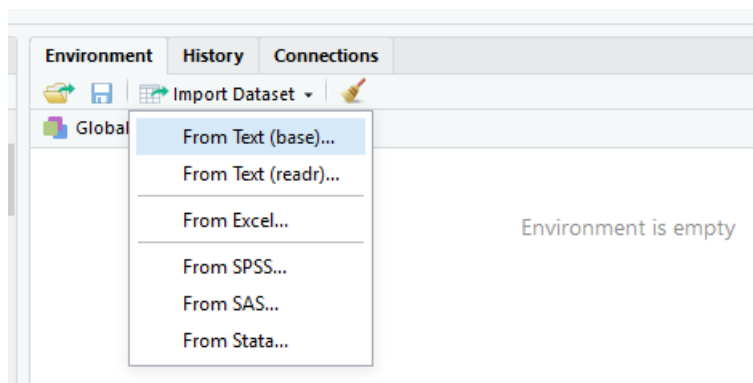 Environment History Connections
Import Dataset
Global
From Text (base)...
From Text (readr)...
From Excel...
Environment is empty
From SPSS...
From SAS...
From Stata...